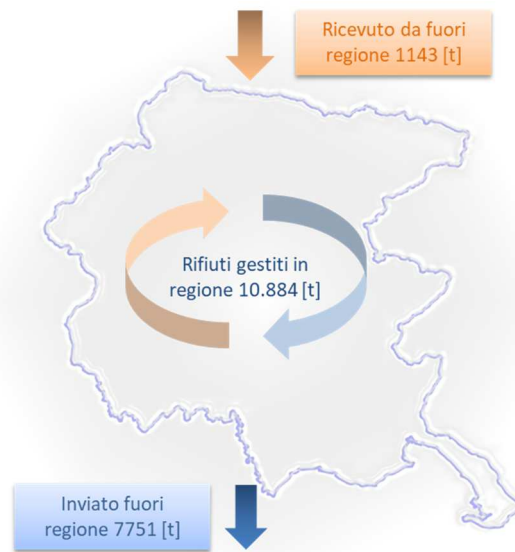 Ricevuto da fuori
regione 1143 [t]
Rifiuti gestiti in
regione 10.884 [t]
Inviato fuori
regione 7751 [t]